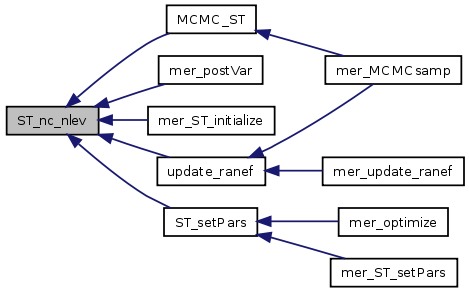 MCMC_ST
mer_postVar
mer_MCMCsamp
ST_nc_nlev
mer_ST_initialize
update_ranef
mer_update_ranef
ST_setPars
mer_optimize
mer_ST_setPars